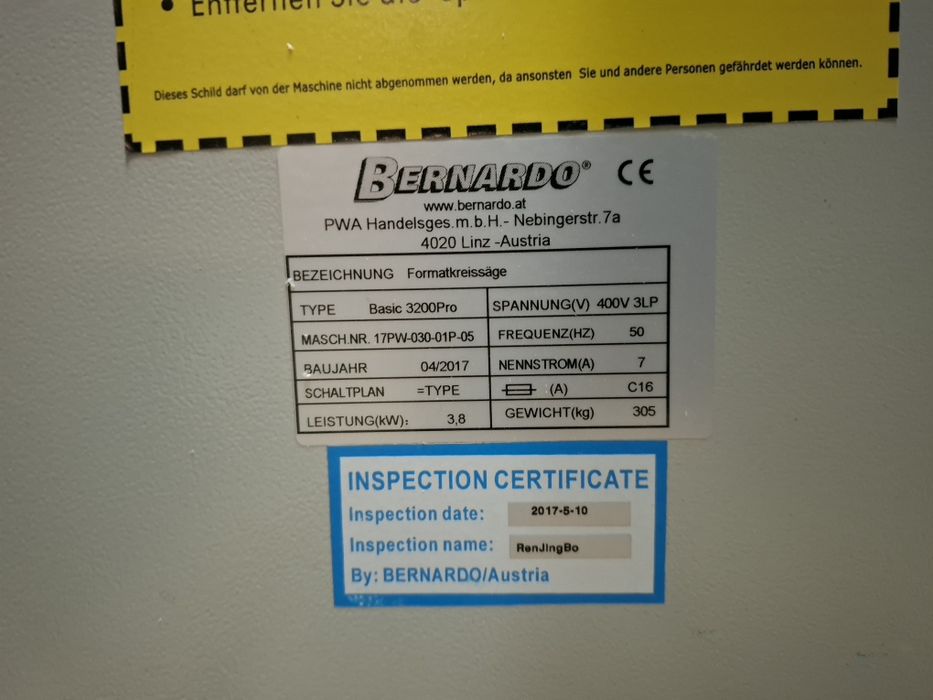 • Entfernen Sie die
Dieses Schild darf von der Maschine nicht abgenommen werden, da ansonsten Sie und andere Personen gefährdet werden können.
BERNARDO® CE
www.bernardo.at
PWA Handelsges.m.b.H.- Nebingerstr.7a
4020 Linz -Austria
BEZEICHNUNG Formatkreissäge
TYPE Basic 3200Pro SPANNUNG(V) 400V 3LP
MASCH.NR. 17PW-030-01P-05 FREQUENZ(HZ) 50
BAUJAHR 04/2017 NENNSTROM(A) 7
SCHALTPLAN =TYPE (A) C16
LEISTUNG(kW): 3,8 GEWICHT(kg) 305
INSPECTION CERTIFICATE
Inspection date: 2017-5-10
Inspection name: RenJingBo
By: BERNARDO/Austria